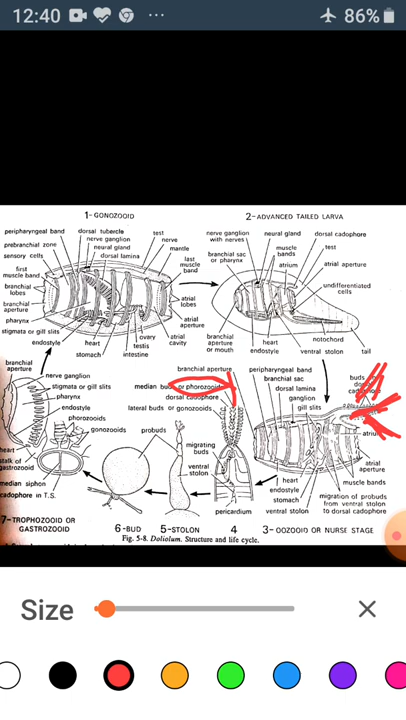 12:40
86%
1-GONOZOOID
peripharyngeal band
dorsal tubercle
test
prebranchial zone
nerve ganglion
nerve
neural gland
mantle
sensory cells
dorsal lamina
last muscle band
first muscle band
branchial lobes
branchial aperture
atrial lobes
pharynx
atrial aperture
stigmata or gill slits
ovary
atrial cavity
endostyle
heart
testis
stomach
intestine
2-ADVANCED TAILED LARVA
nerve ganglion with nerves
neural gland
dorsal cadophore
muscle bands
test
branchial sac or pharynx
atrium
atrial aperture
undifferentiated cells
notochord
branchial aperture or mouth
heart
endostyle
ventral stolon
tail
branchial aperture
nerve ganglion
stigmata or gill slits
pharynx
endostyle
phorozooids
gonozooids
heart
stalk of gastrozooid
median siphon
cadophore in T.S.
7-TROPHOZOOID OR GASTROZOOID
probuds
6-BUD
5-STOLON
branchial aperture
median buds or phorozooids
dorsal cadophore
lateral buds or gonozooids
migrating buds
ventral stolon
pericardium
4
peripharyngeal band
branchial sac
dorsal lamina
ganglion
gill slits
buds
dorsal
atrial aperture
muscle bands
heart
endostyle
stomach
ventral stolon
migration of probuds from ventral stolon to dorsal cadophore
3-OOZOOID OR NURSE STAGE
Fig. 5-8. Doliolum. Structure and life cycle.
Size